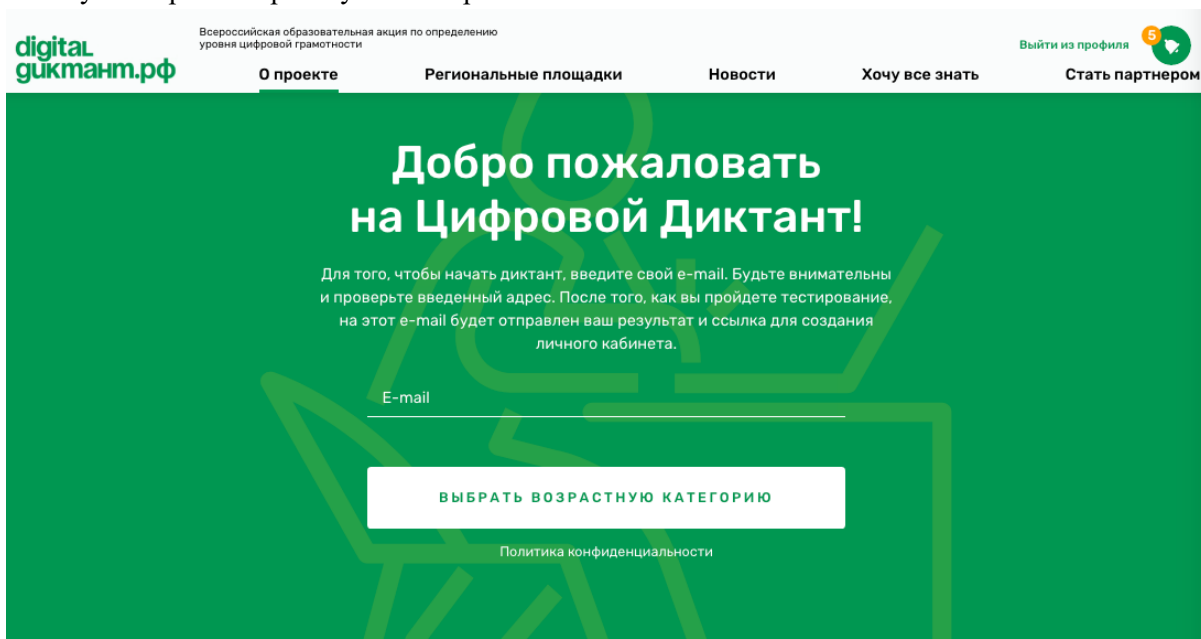 Всероссийская образовательная акция по определению
уровня цифровой грамотности
digital
диктант.рф
Выйти из профиля
5
О проекте
Региональные площадки
Новости
Хочу все знать
Стать партнером
Добро пожаловать
на Цифровой Диктант!
Для того, чтобы начать диктант, введите свой e-mail. Будьте внимательны
и проверьте введенный адрес. После того, как вы пройдете тестирование,
на этот e-mail будет отправлен ваш результат и ссылка для создания
личного кабинета.
E-mail
ВЫБРАТЬ ВОЗРАСТНУЮ КАТЕГОРИЮ
Политика конфиденциальности